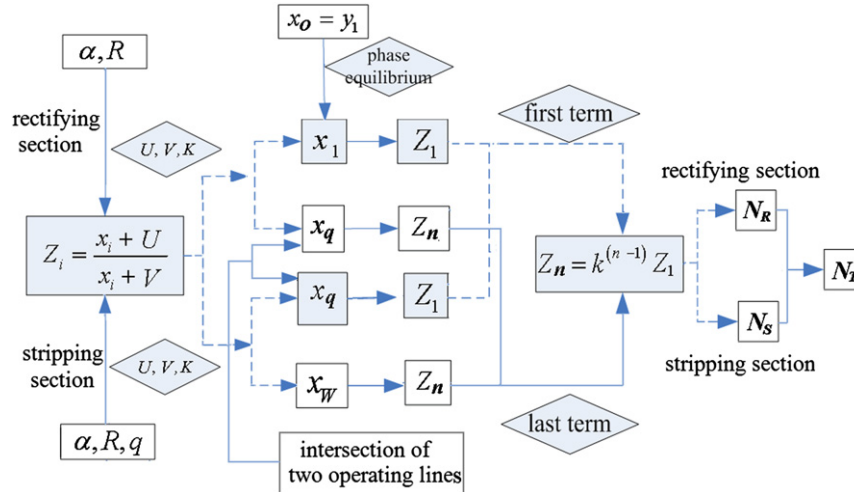 α, R
x_o = y_1
phase
equilibrium
rectifying
section
U, V, K
x_1
Z_1
first term
rectifying section
N_R
Z_i = \frac{x_i + U}{x_i + V}
x_q
Z_n
Z_n = k^{(n-1)} Z_1
N_T
x_q
Z_1
N_S
stripping section
stripping
section
U, V, K
x_W
Z_n
last term
α, R, q
intersection of
two operating lines